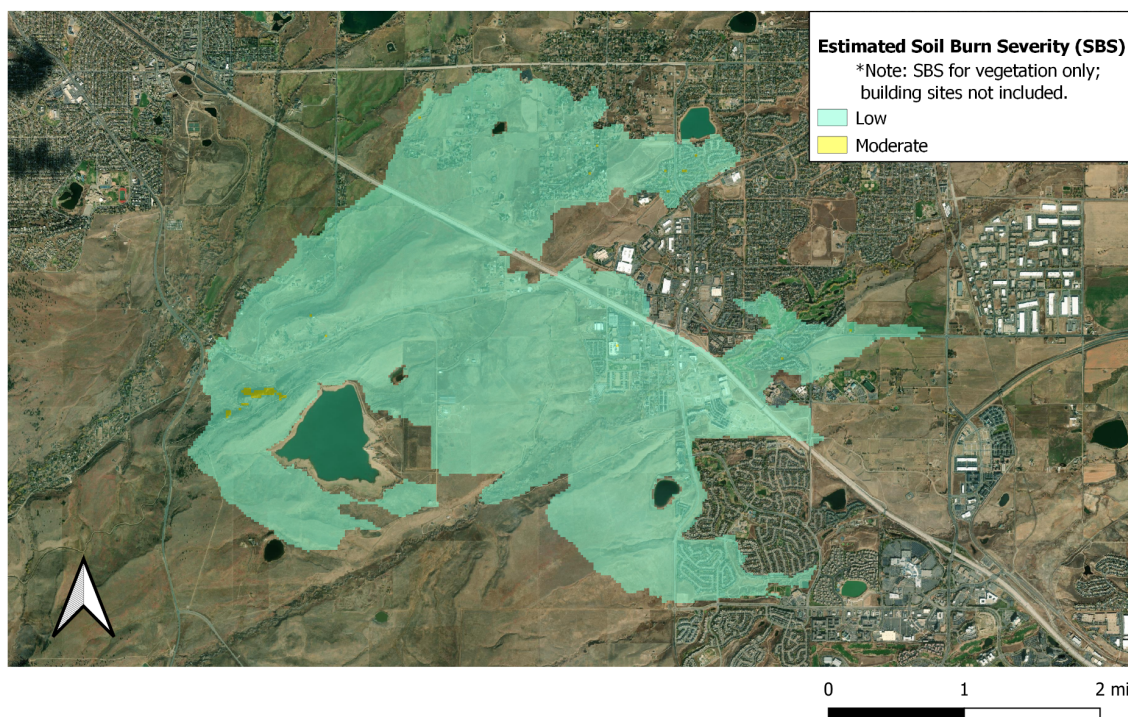 Estimated Soil Burn Severity (SBS)
*Note: SBS for vegetation only;
building sites not included.
Low
Moderate
0 1 2 mi